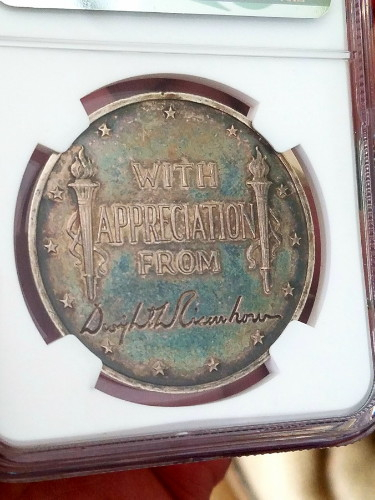 WITH
APPRECIATION
FROM
Dwight D. Eisenhower